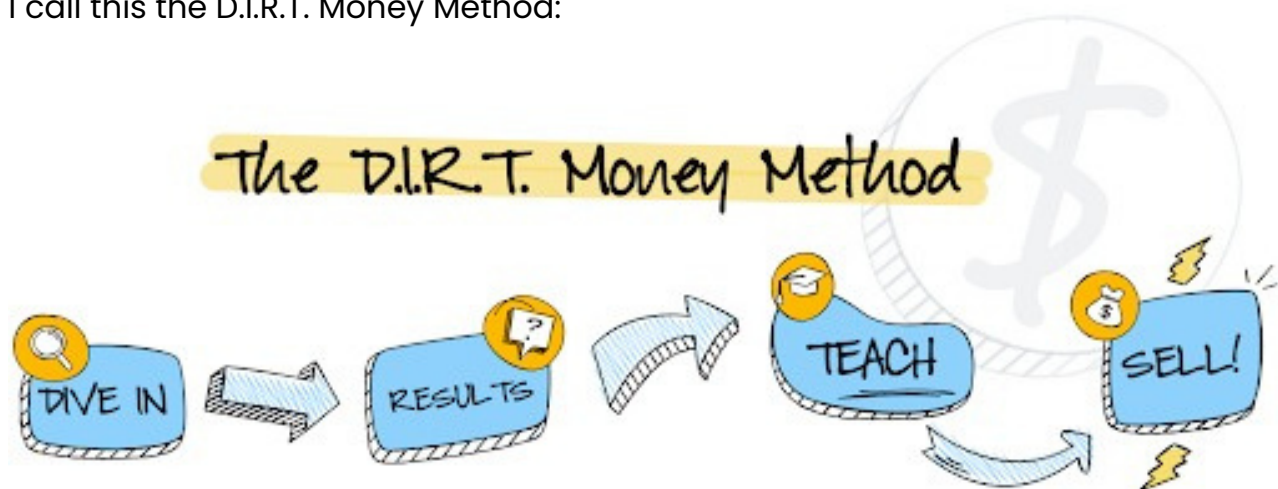 I call this the D.I.R.T. Money Method:
The D.I.R.T. Money Method
$
?
$
DIVE IN
RESULTS
TEACH
SELL!